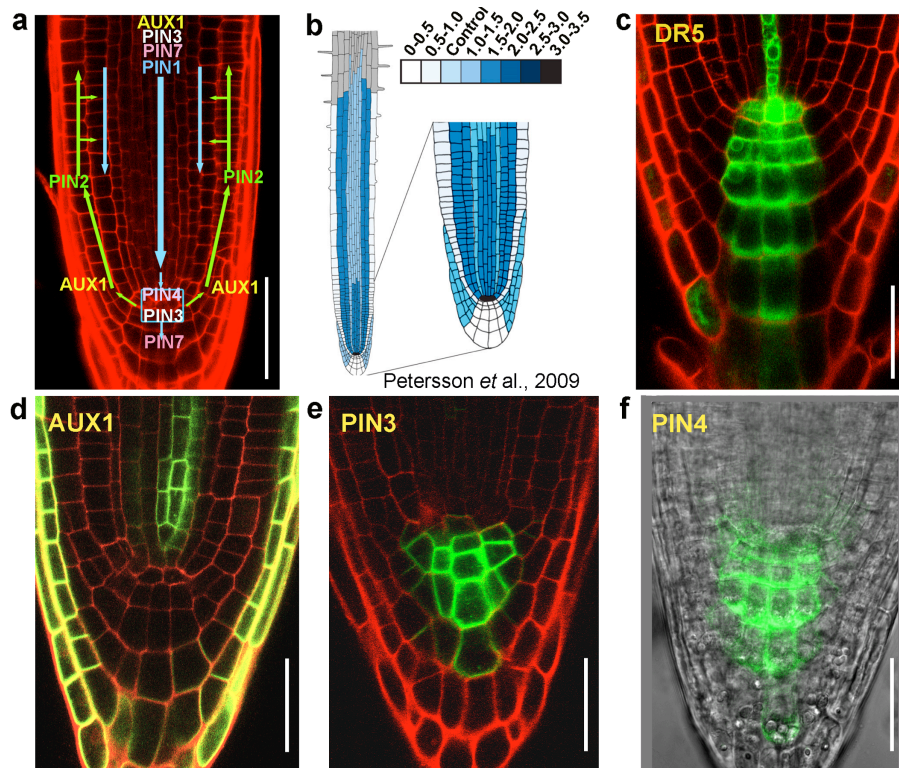 a
AUX1
PIN3
PIN7
PIN1
PIN2
PIN2
AUX1
AUX1
PIN4
PIN3
PIN7
b
0-0.5
0.5-1.0
Control
1.0-1.5
1.5-2.0
2.0-2.5
2.5-3.0
3.0-3.5
Petersson et al., 2009
c
DR5
d
AUX1
e
PIN3
f
PIN4